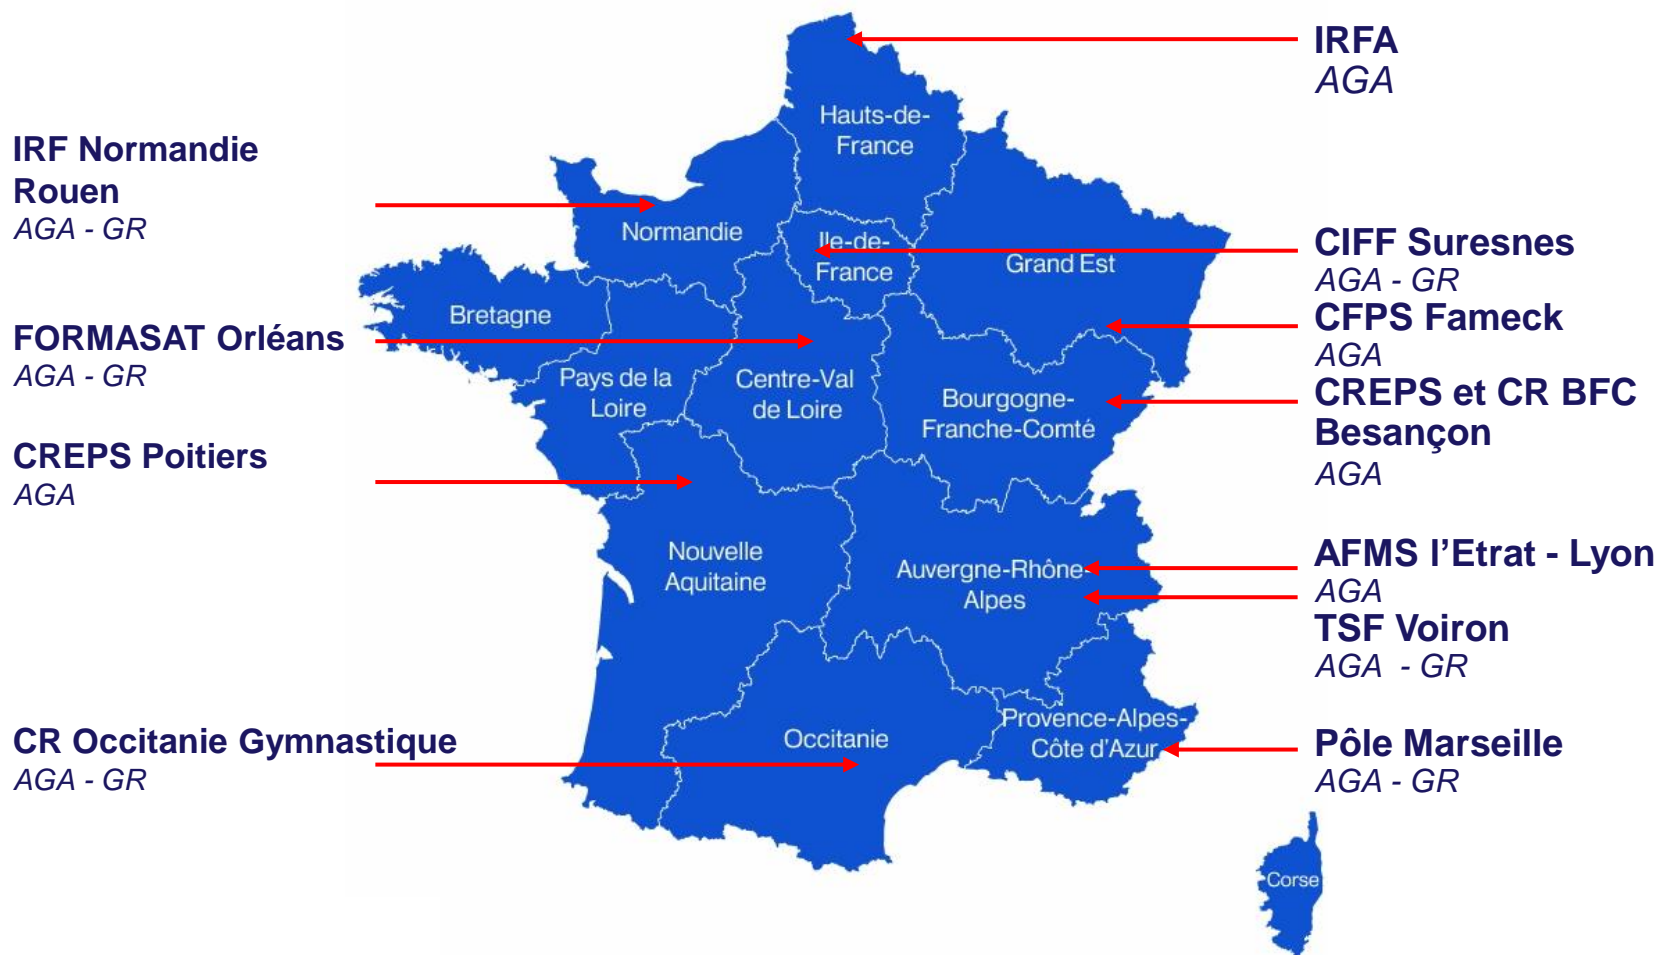 IRF Normandie
Rouen
AGA - GR
FORMASAT Orléans
AGA - GR
CREPS Poitiers
AGA
CR Occitanie Gymnastique
AGA - GR
Hauts-de-
France
Normandie
Ile-de-
France
Grand Est
Bretagne
Pays de la
Loire
Centre-Val
de Loire
Bourgogne-
Franche-Comté
Nouvelle
Aquitaine
Auvergne-Rhône-
Alpes
Occitanie
Provence-Alpes-
Côte d'Azur
Corse
IRFA
AGA
CIFF Suresnes
AGA - GR
CFPS Fameck
AGA
CREPS et CR BFC
Besançon
AGA
AFMS l’Etrat - Lyon
AGA
TSF Voiron
AGA  - GR
Pôle Marseille
AGA - GR